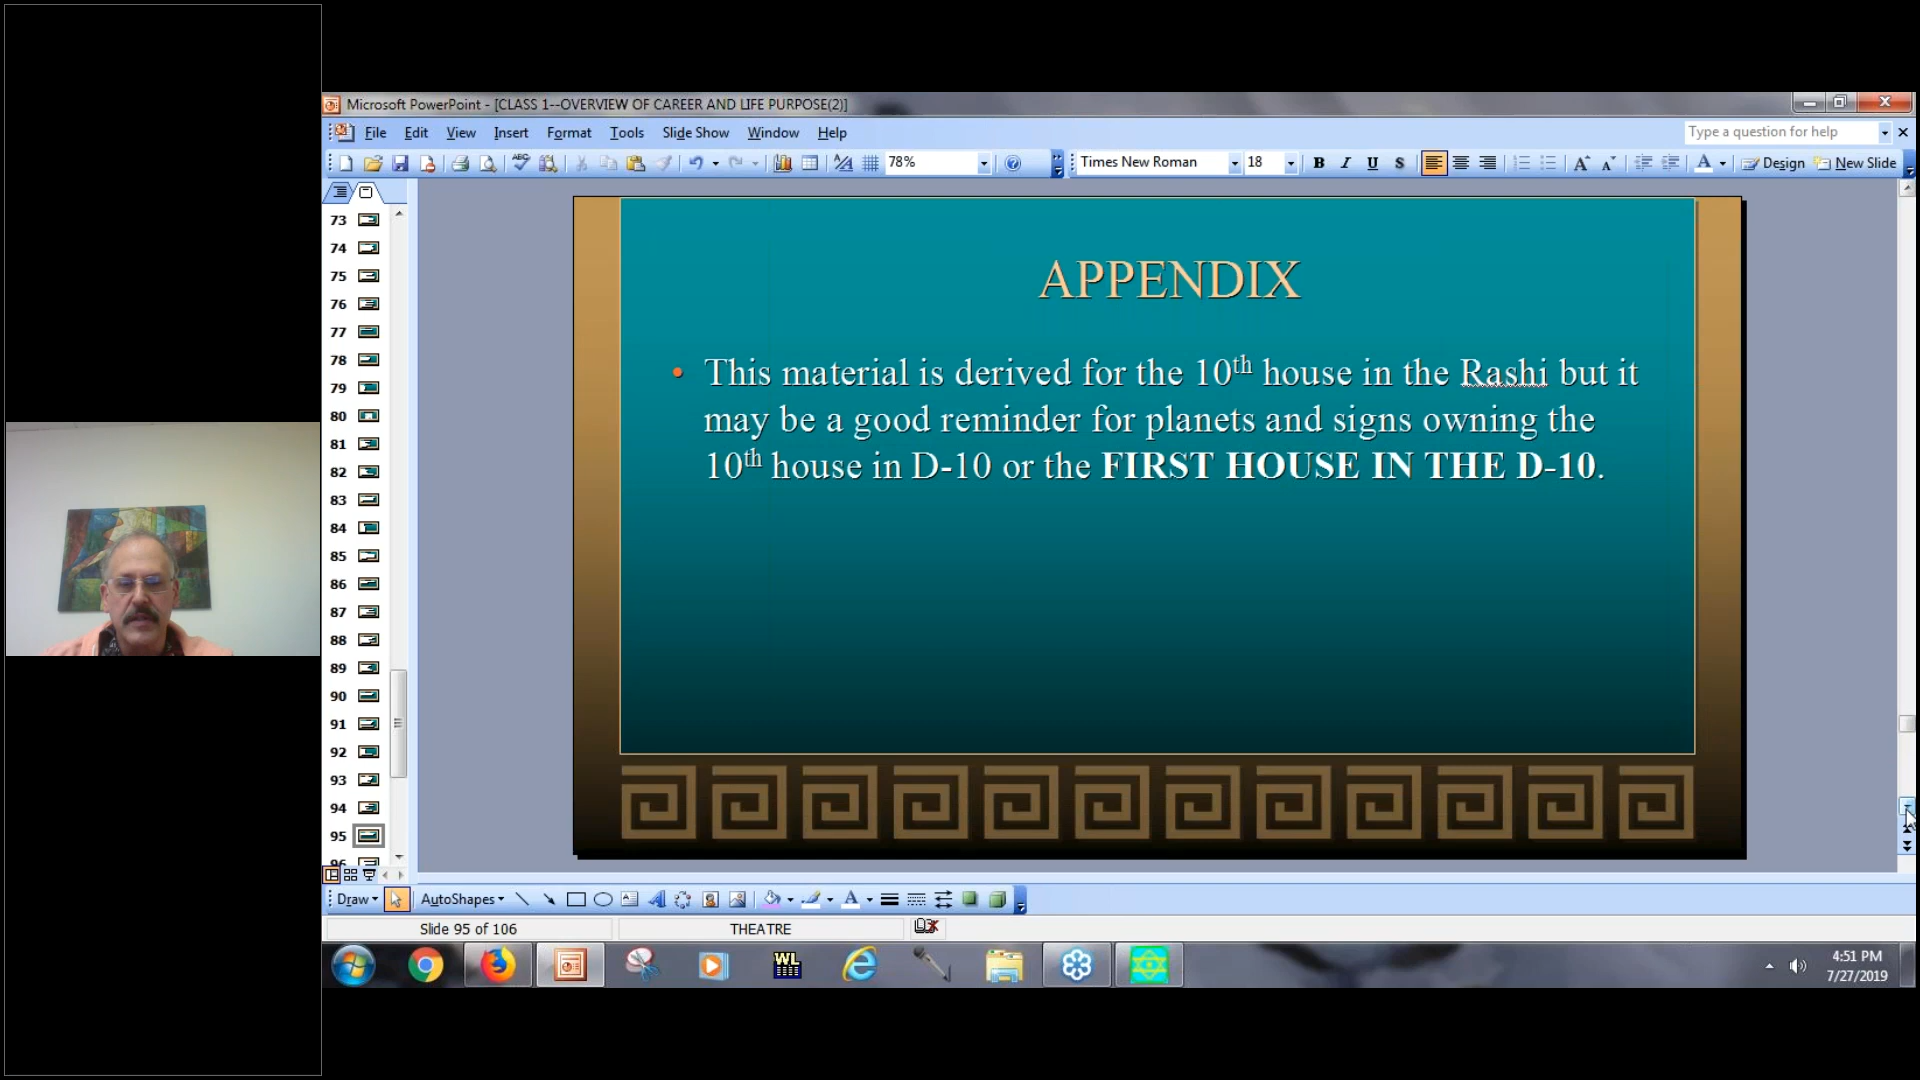 Microsoft PowerPoint - [CLASS 1--OVERVIEW OF CAREER AND LIFE PURPOSE(2)]
File Edit View Insert Format Tools Slide Show Window Help
Type a question for help
78%
Times New Roman 18 B I U S
Design New Slide
73
74
75
76
77
78
79
80
81
82
83
84
85
86
87
88
89
90
91
92
93
94
95
96
APPENDIX
• This material is derived for the 10th house in the Rashi but it
may be a good reminder for planets and signs owning the
10th house in D-10 or the FIRST HOUSE IN THE D-10.
Draw AutoShapes
Slide 95 of 106 THEATRE
WL
4:51 PM
7/27/2019